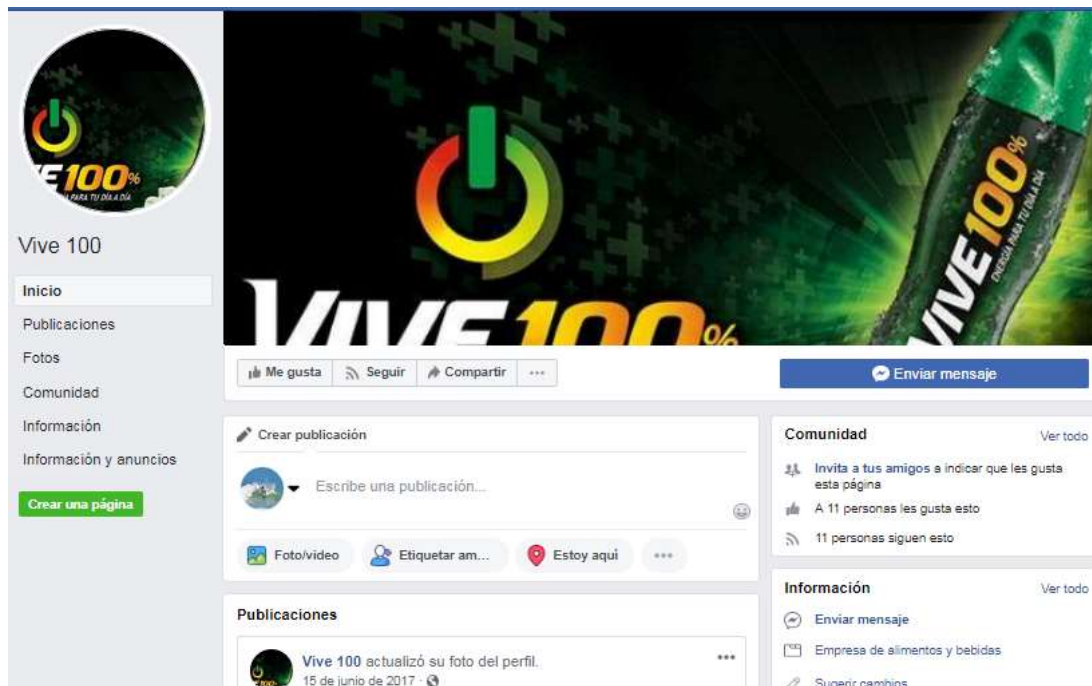 E100%
PARA TU DÍA A DÍA
Vive 100
Inicio
Publicaciones
Fotos
Comunidad
Información
Información y anuncios
Crear una página
VIVE100%
VIVE100%
ENERGÍA PARA TU DÍA A DÍA
Me gusta
Seguir
Compartir
Enviar mensaje
Crear publicación
Escribe una publicación...
Foto/video
Etiquetar am...
Estoy aquí
Publicaciones
Vive 100 actualizó su foto del perfil.
15 de junio de 2017 ·
Comunidad
Ver todo
Invita a tus amigos a indicar que les gusta
esta página
A 11 personas les gusta esto
11 personas siguen esto
Información
Ver todo
Enviar mensaje
Empresa de alimentos y bebidas
Sugerir cambios